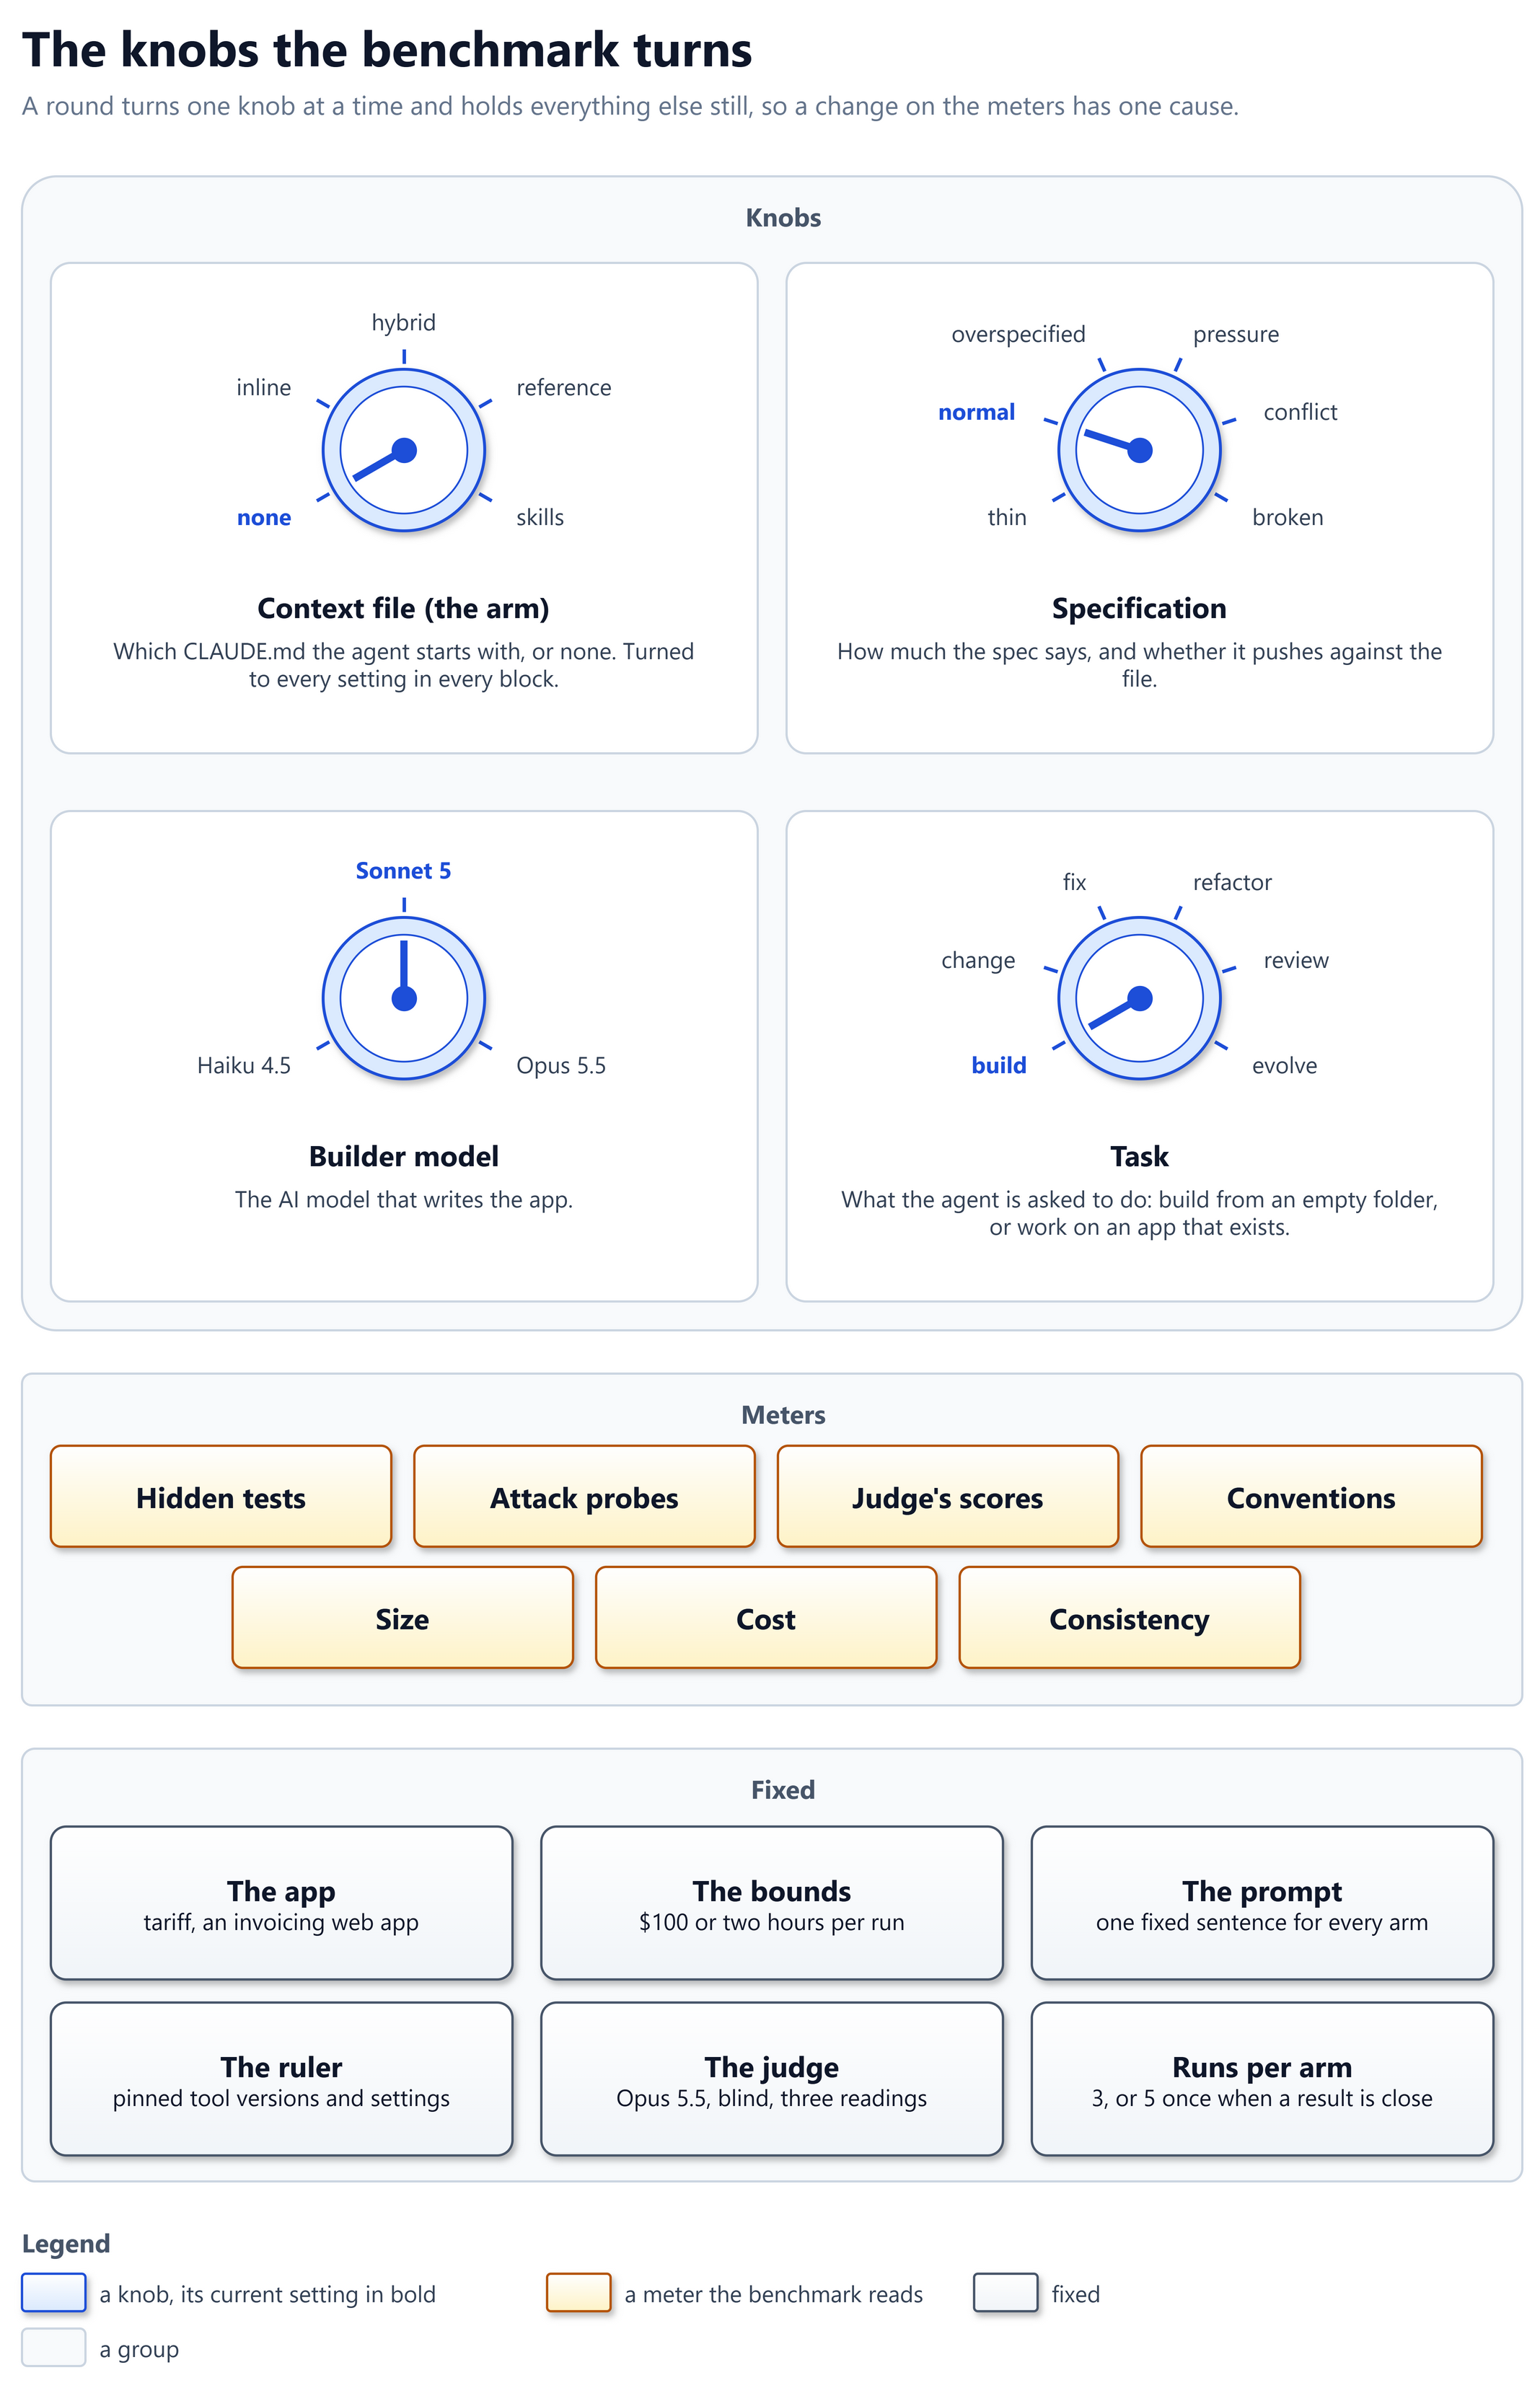 The knobs the benchmark turns
A round turns one knob at a time and holds everything else still, so a change on the meters has one cause.
Knobs
hybrid
inline
reference
none
skills
Context file (the arm)
Which CLAUDE.md the agent starts with, or none. Turned
to every setting in every block.
overspecified
pressure
normal
conflict
thin
broken
Specification
How much the spec says, and whether it pushes against the
file.
Sonnet 5
Haiku 4.5
Opus 5.5
Builder model
The AI model that writes the app.
fix
refactor
change
review
build
evolve
Task
What the agent is asked to do: build from an empty folder,
or work on an app that exists.
Meters
Hidden tests
Attack probes
Judge's scores
Conventions
Size
Cost
Consistency
Fixed
The app
tariff, an invoicing web app
The bounds
$100 or two hours per run
The prompt
one fixed sentence for every arm
The ruler
pinned tool versions and settings
The judge
Opus 5.5, blind, three readings
Runs per arm
3, or 5 once when a result is close
Legend
a knob, its current setting in bold
a meter the benchmark reads
fixed
a group